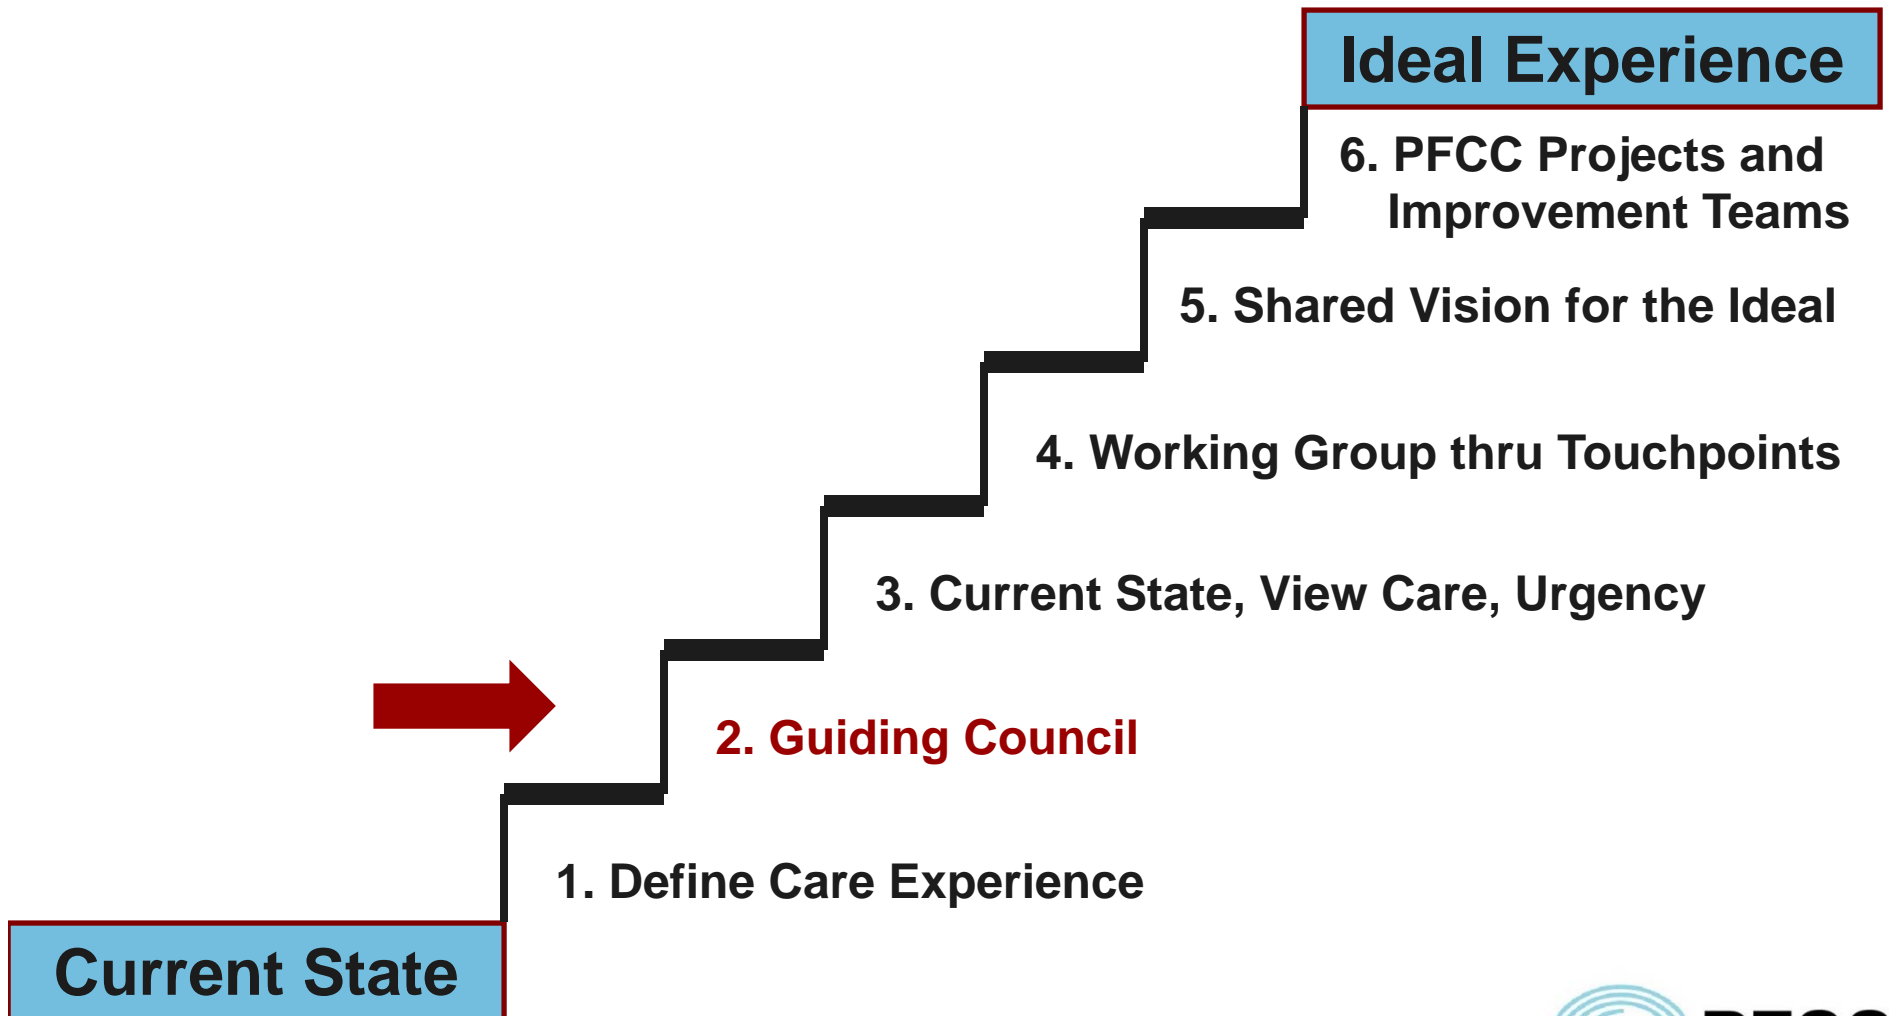 Ideal Experience
6. PFCC Projects and
Improvement Teams
5. Shared Vision for the Ideal
4. Working Group thru Touchpoints
3. Current State, View Care, Urgency
2. Guiding Council
1. Define Care Experience
Current State